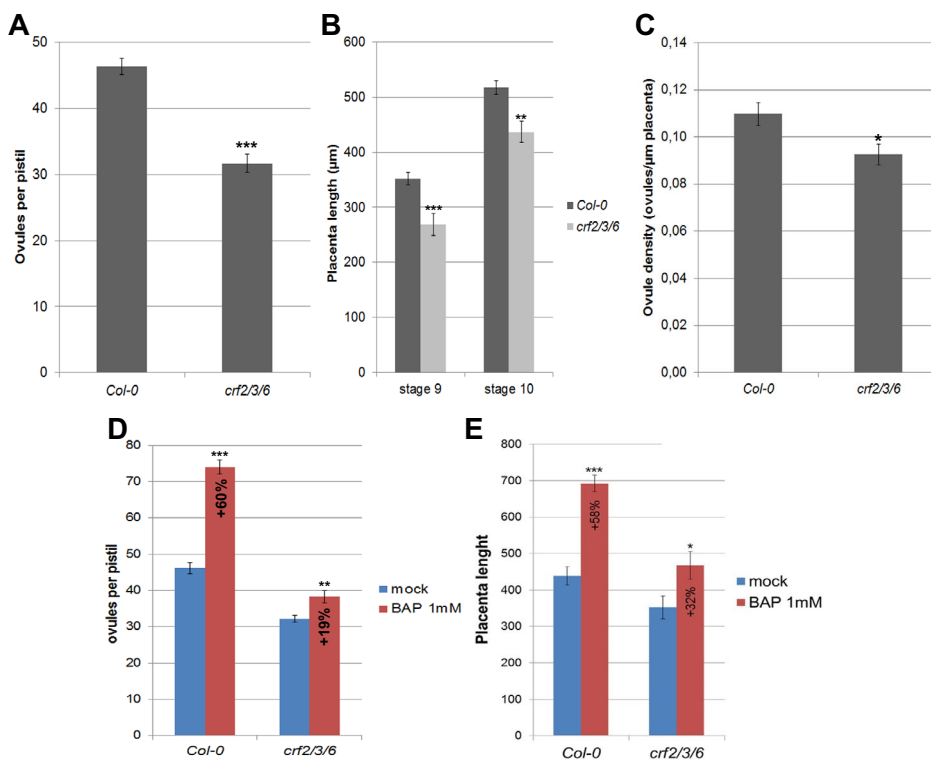 A
Ovules per pistil
50
40
30
20
10
0
***
Col-0
crf2/3/6
B
Placenta length (µm)
600
500
400
300
200
100
0
***
**
stage 9
stage 10
Col-0
crf2/3/6
C
Ovule density (ovules/µm placenta)
0,14
0,12
0,10
0,08
0,06
0,04
0,02
0,00
*
Col-0
crf2/3/6
D
ovules per pistil
80
70
60
50
40
30
20
10
0
***
+60%
**
+19%
Col-0
crf2/3/6
mock
BAP 1mM
E
Placenta lenght
800
700
600
500
400
300
200
100
0
***
+58%
*
+32%
Col-0
crf2/3/6
mock
BAP 1mM